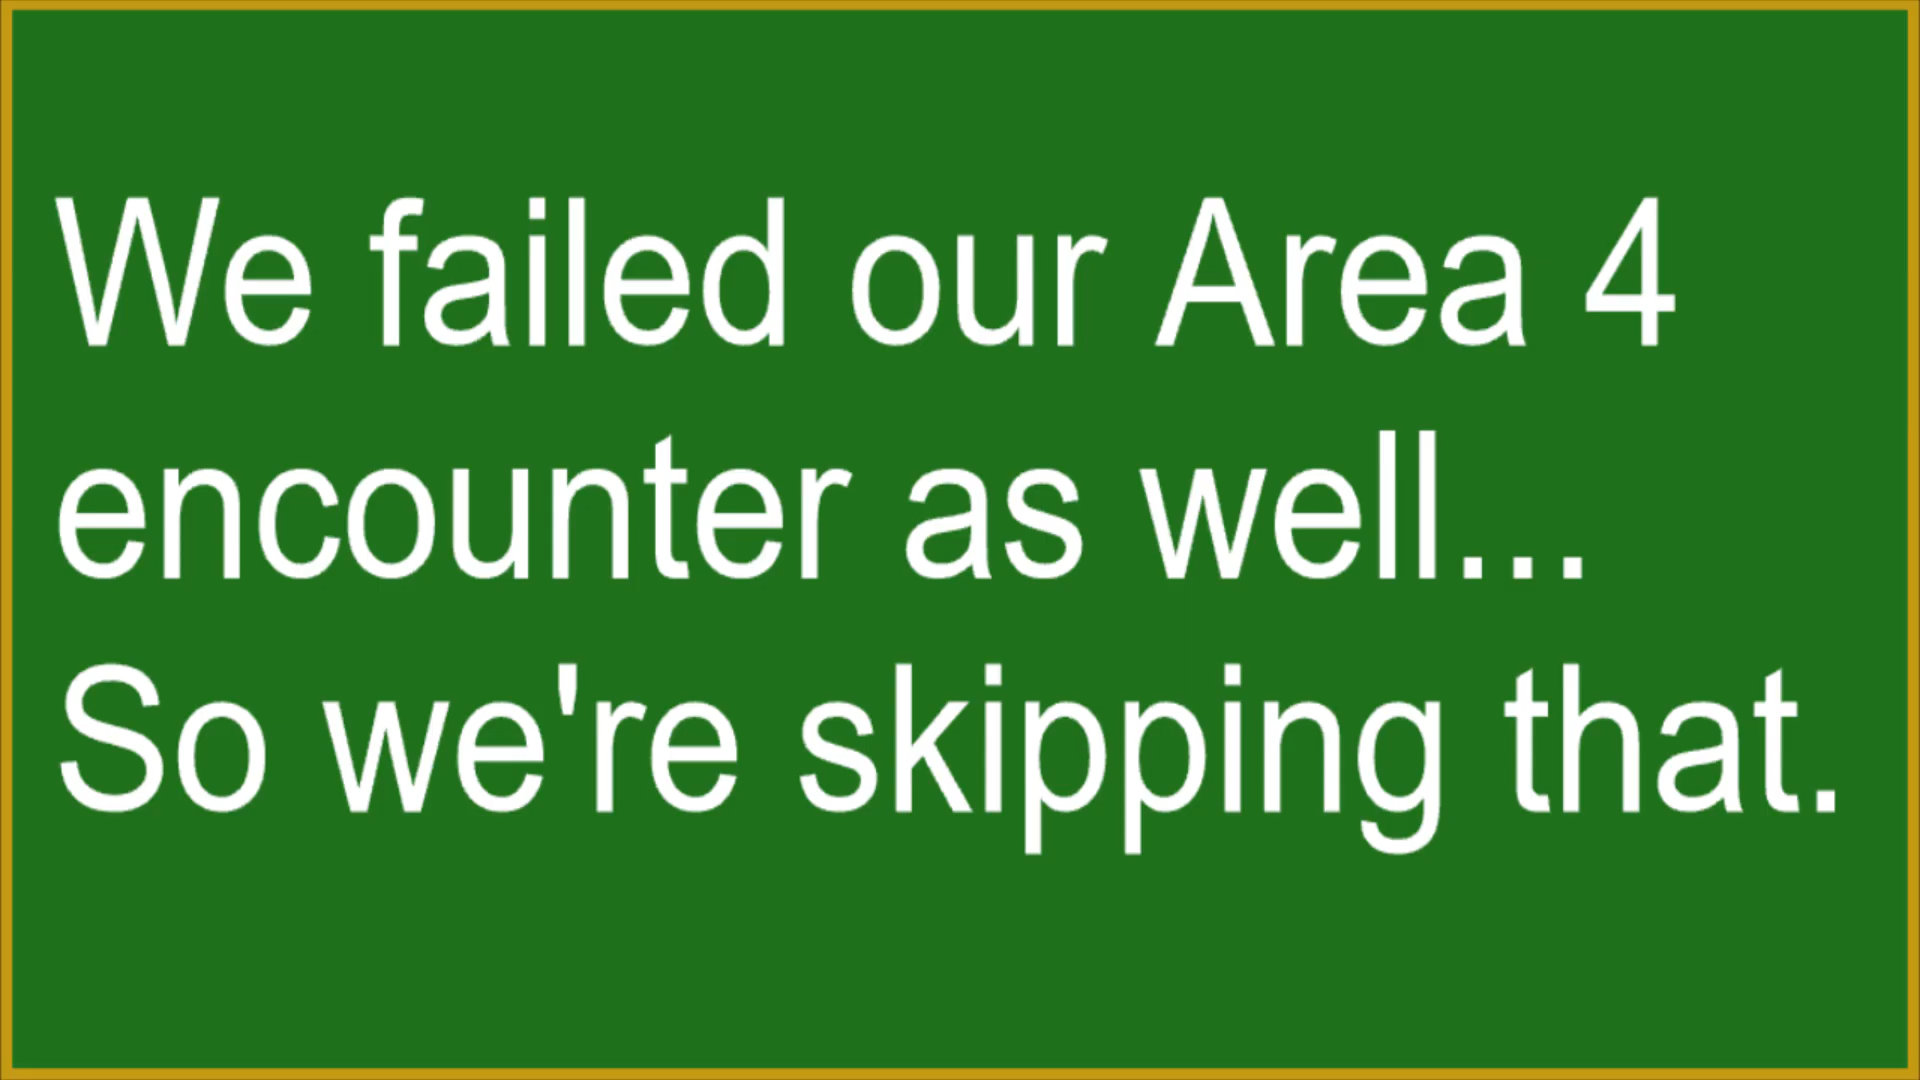 We failed our Area 4
encounter as well...
So we're skipping that.